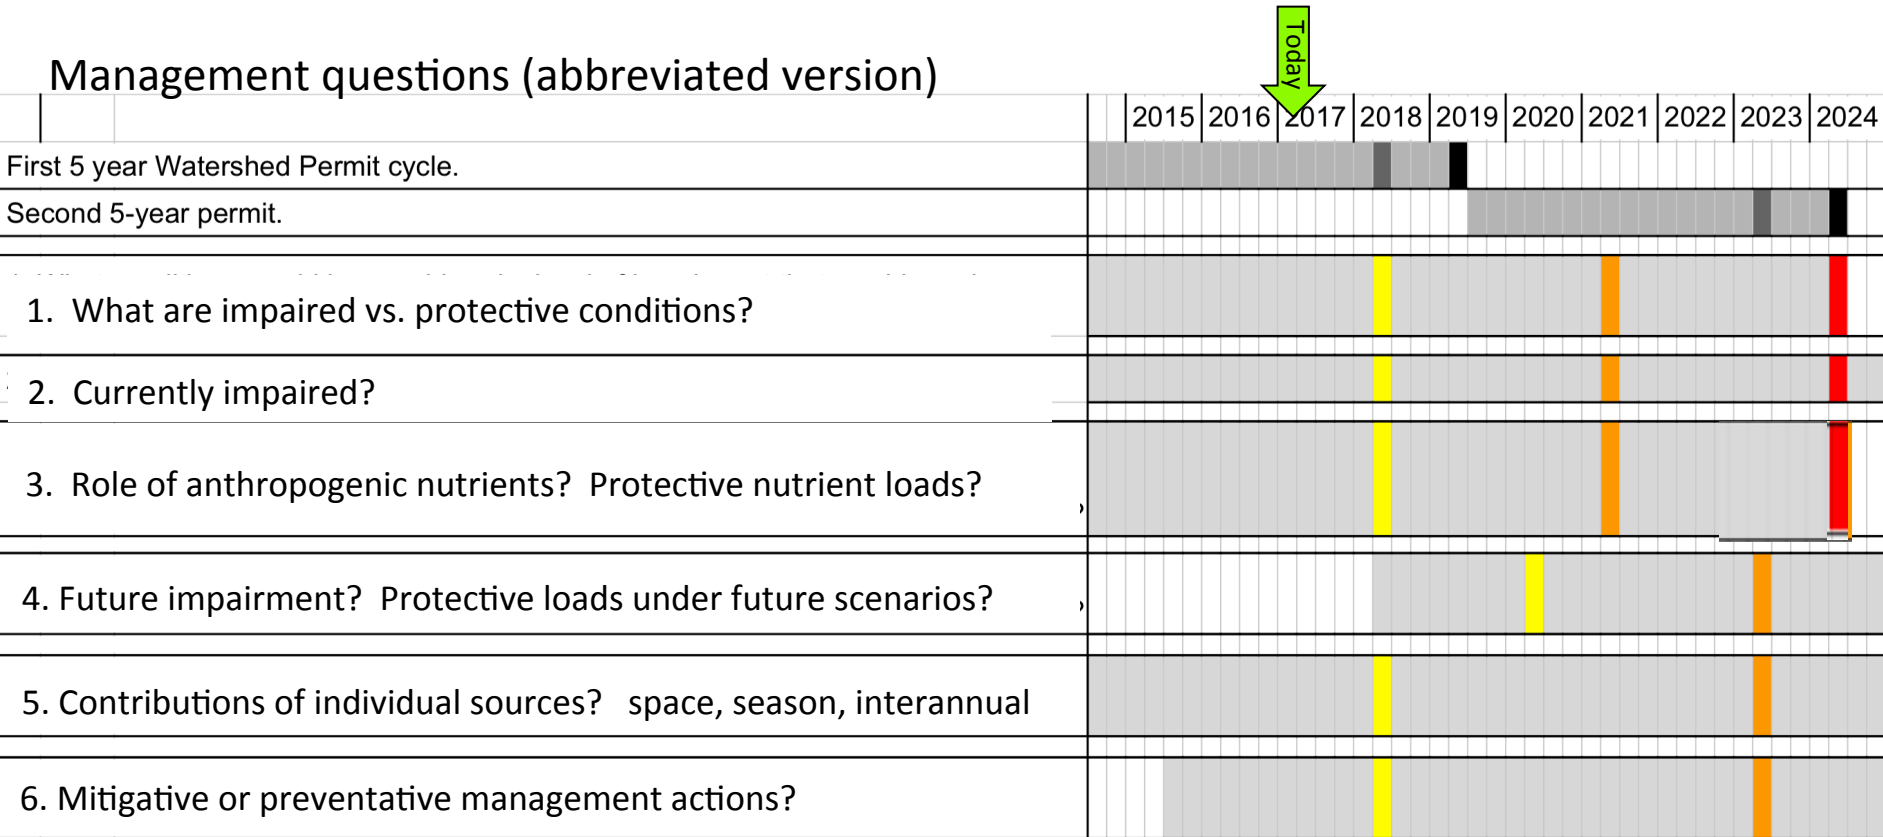 Today
Management questions (abbreviated version)
2015 2016 2017 2018 2019 2020 2021 2022 2023 2024
First 5 year Watershed Permit cycle.
Second 5-year permit.
1. What are impaired vs. protective conditions?
2. Currently impaired?
3. Role of anthropogenic nutrients? Protective nutrient loads?
4. Future impairment? Protective loads under future scenarios?
5. Contributions of individual sources? space, season, interannual
6. Mitigative or preventative management actions?